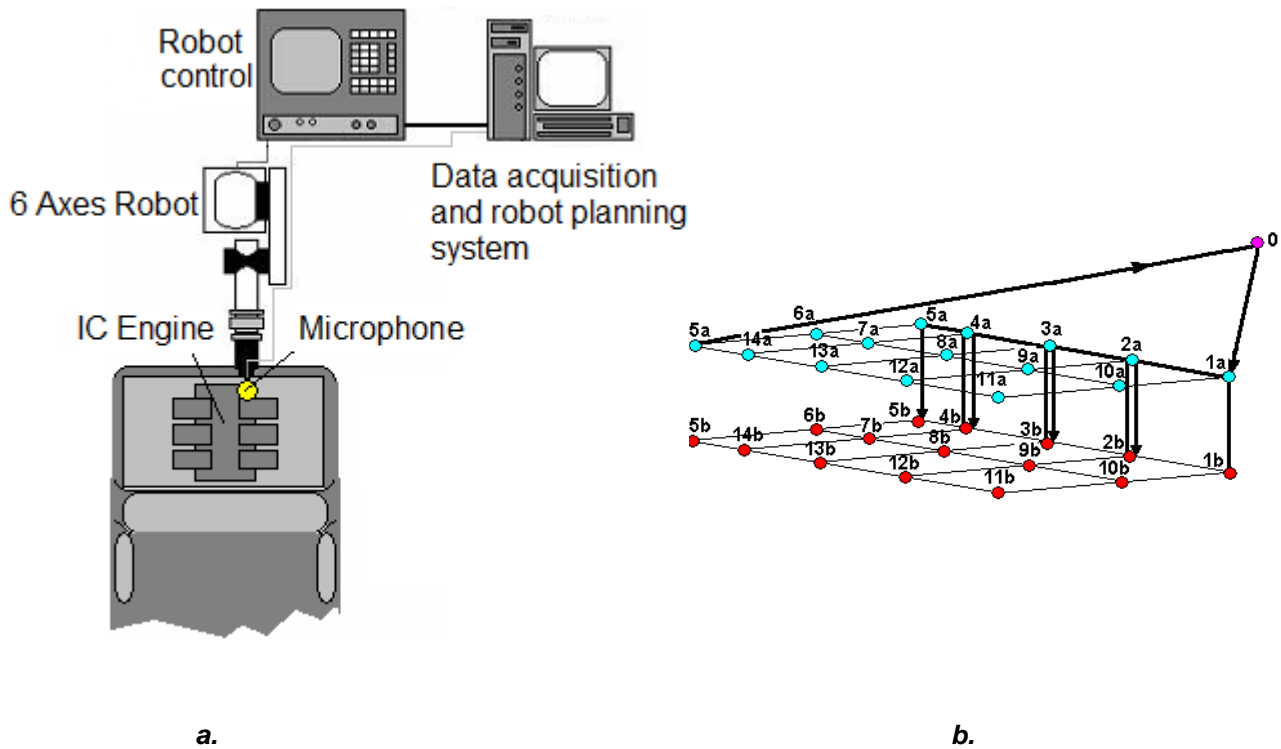 Robot
control
6 Axes Robot
Data acquisition
and robot planning
system
IC Engine
Microphone
0
6a
5a
5a
4a
14a
7a
3a
13a
8a
2a
12a
9a
1a
11a
10a
5b
6b
5b
4b
14b
7b
3b
13b
8b
2b
12b
9b
1b
11b
10b
a.
b.